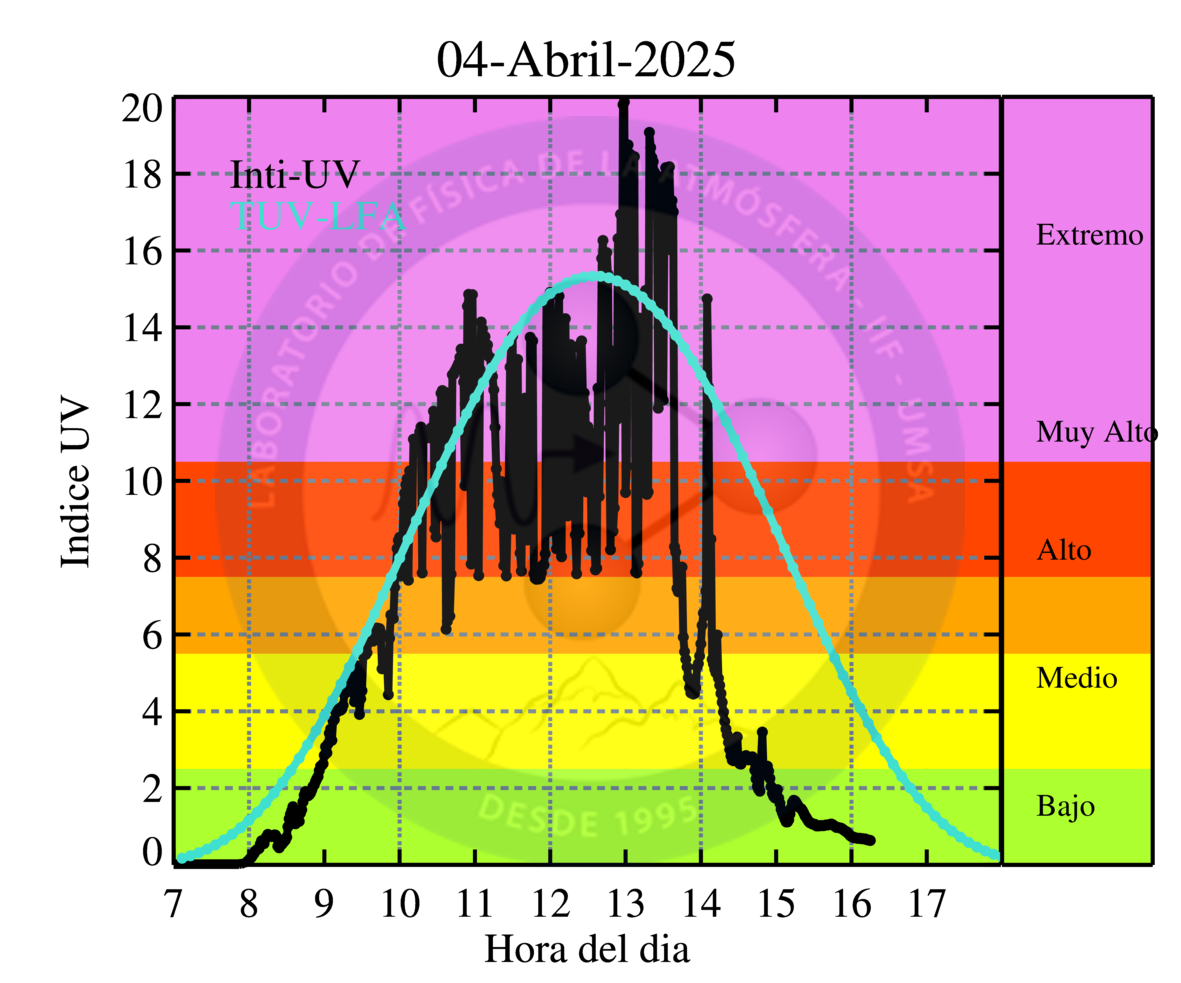 04-Abril-2025
Inti-UV
TUV-LFA
LABORATORIO DE FÍSICA DE LA ATMÓSFERA - IIF - UMSA
DESDE 1995
Indice UV
20
18
16
14
12
10
8
6
4
2
0
Extremo
Muy Alto
Alto
Medio
Bajo
7 8 9 10 11 12 13 14 15 16 17
Hora del dia